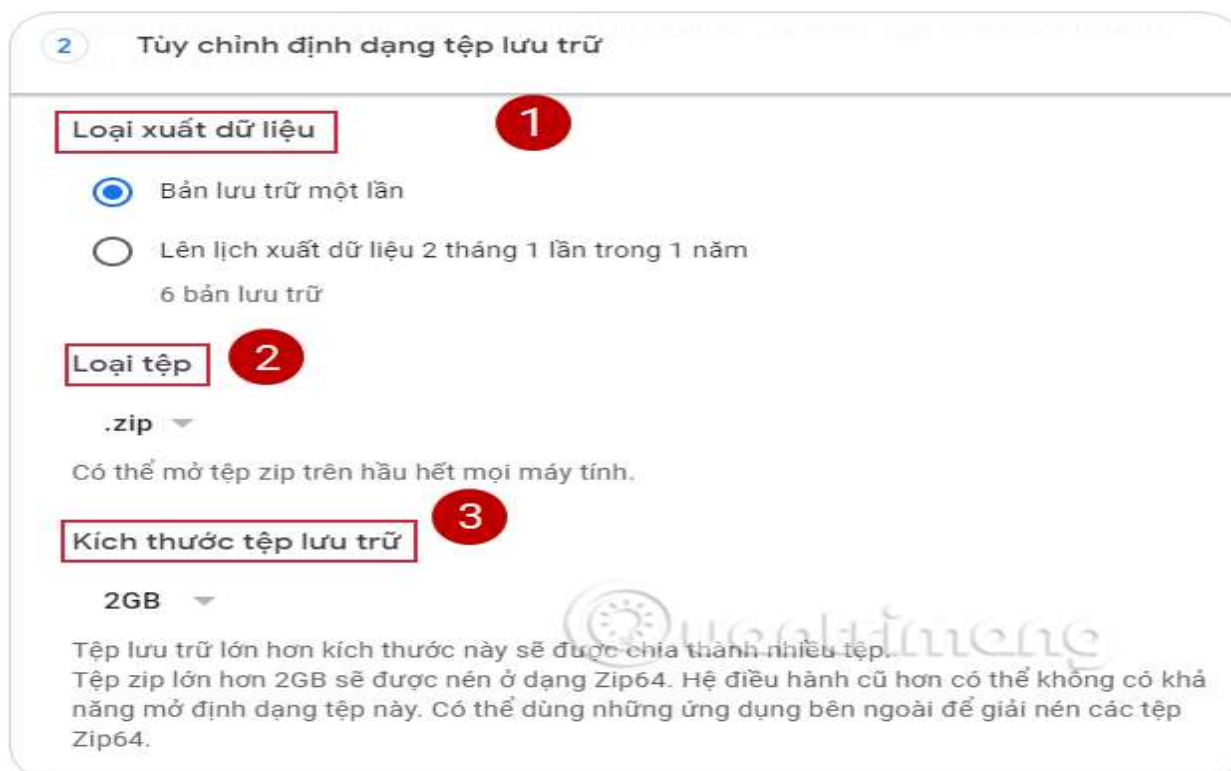 2 Tùy chỉnh định dạng tệp lưu trữ
Loại xuất dữ liệu 1
Bản lưu trữ một lần
Lên lịch xuất dữ liệu 2 tháng 1 lần trong 1 năm
6 bản lưu trữ
Loại tệp 2
.zip
Có thể mở tệp zip trên hầu hết mọi máy tính.
Kích thước tệp lưu trữ 3
2GB
Quantrimang
Tệp lưu trữ lớn hơn kích thước này sẽ được chia thành nhiều tệp.
Tệp zip lớn hơn 2GB sẽ được nén ở dạng Zip64. Hệ điều hành cũ hơn có thể không có khả
năng mở định dạng tệp này. Có thể dùng những ứng dụng bên ngoài để giải nén các tệp
Zip64.